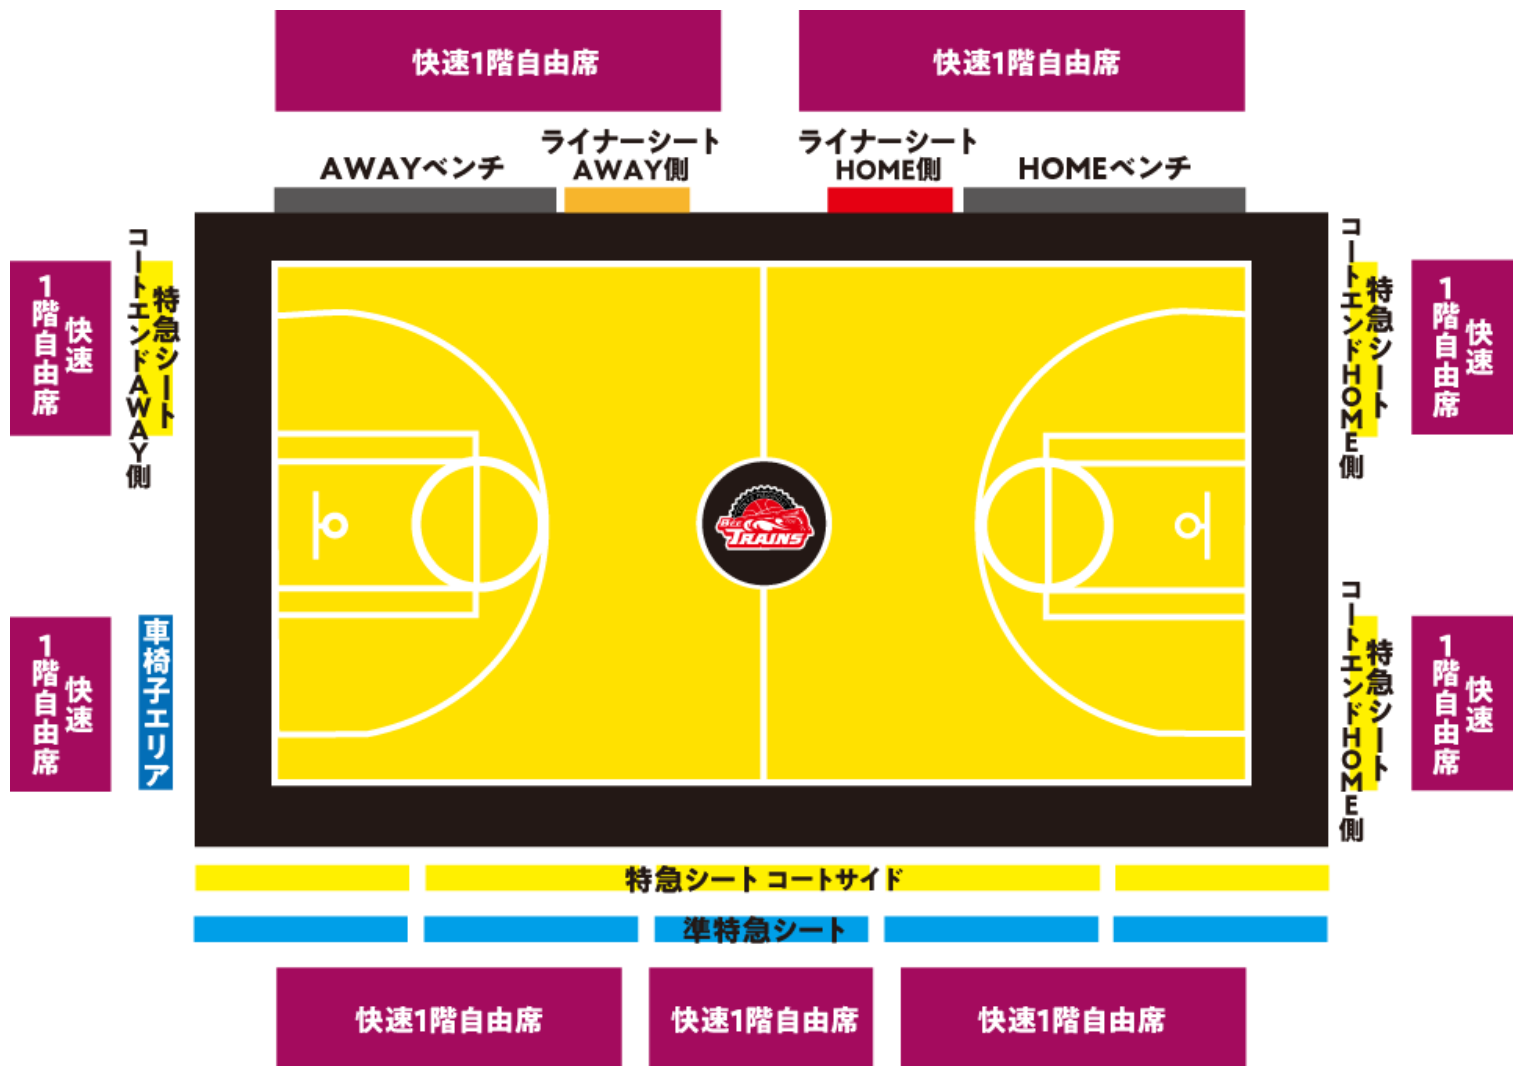 快速1階自由席
快速1階自由席
ライナーシート
AWAY側
ライナーシート
HOME側
AWAYベンチ
HOMEベンチ
快速
1階自由席
特急シート
コートエンドAWAY側
特急シート
コートエンドHOME側
快速
1階自由席
BEE
TRAINS
快速
1階自由席
車椅子エリア
特急シート
コートエンドHOME側
快速
1階自由席
特急シート コートサイド
準特急シート
快速1階自由席
快速1階自由席
快速1階自由席